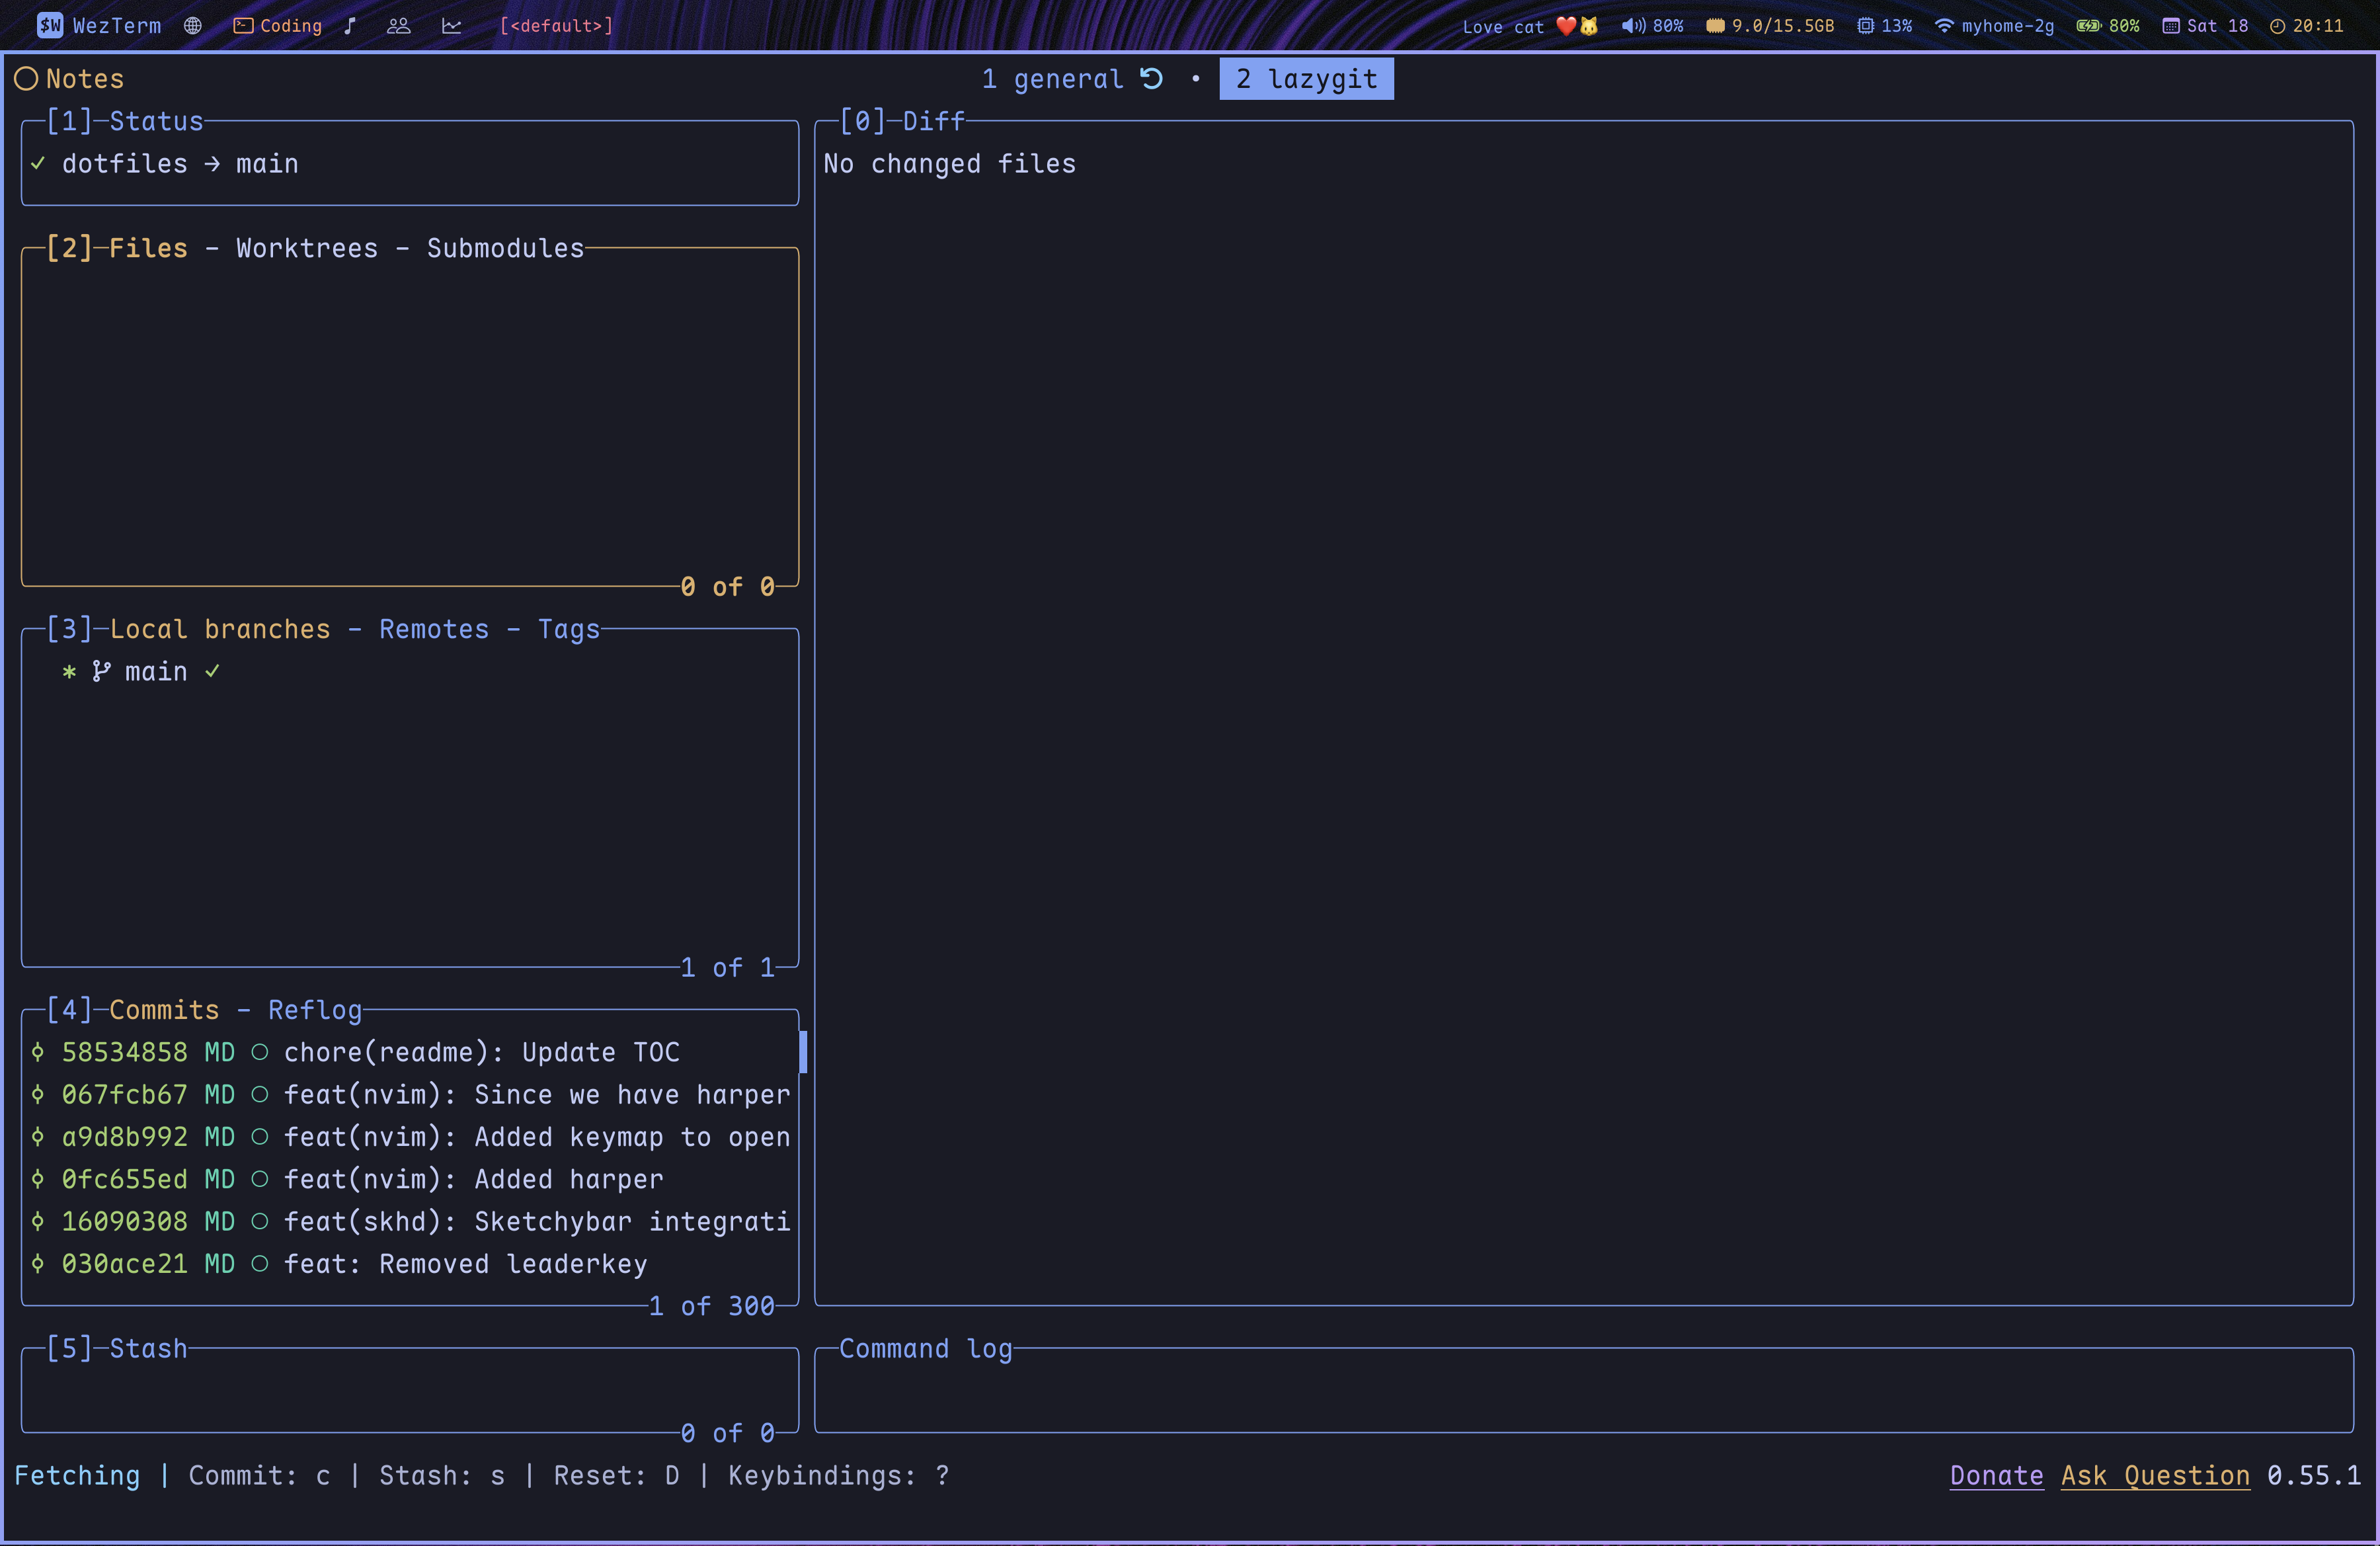 $W WezTerm Coding [<default>] Love cat ❤️🐱 80% 9.0/15.5GB 13% myhome-2g 80% Sat 18 20:11
Notes 1 general • 2 lazygit
[1]─Status
✓ dotfiles → main
[2]─Files - Worktrees - Submodules
0 of 0
[3]─Local branches - Remotes - Tags
* main ✓
1 of 1
[4]─Commits - Reflog
58534858 MD ○ chore(readme): Update TOC
067fcb67 MD ○ feat(nvim): Since we have harper
a9d8b992 MD ○ feat(nvim): Added keymap to open
0fc655ed MD ○ feat(nvim): Added harper
16090308 MD ○ feat(skhd): Sketchybar integrati
030ace21 MD ○ feat: Removed leaderkey
1 of 300
[5]─Stash
0 of 0
[0]─Diff
No changed files
Command log
Fetching | Commit: c | Stash: s | Reset: D | Keybindings: ? Donate Ask Question 0.55.1